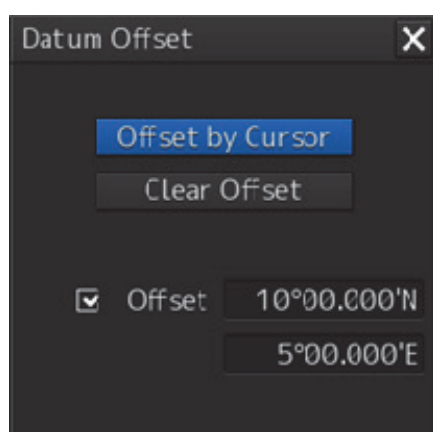 Datum Offset
Offset by Cursor
Clear Offset
Offset 10°00.000'N
5°00.000'E